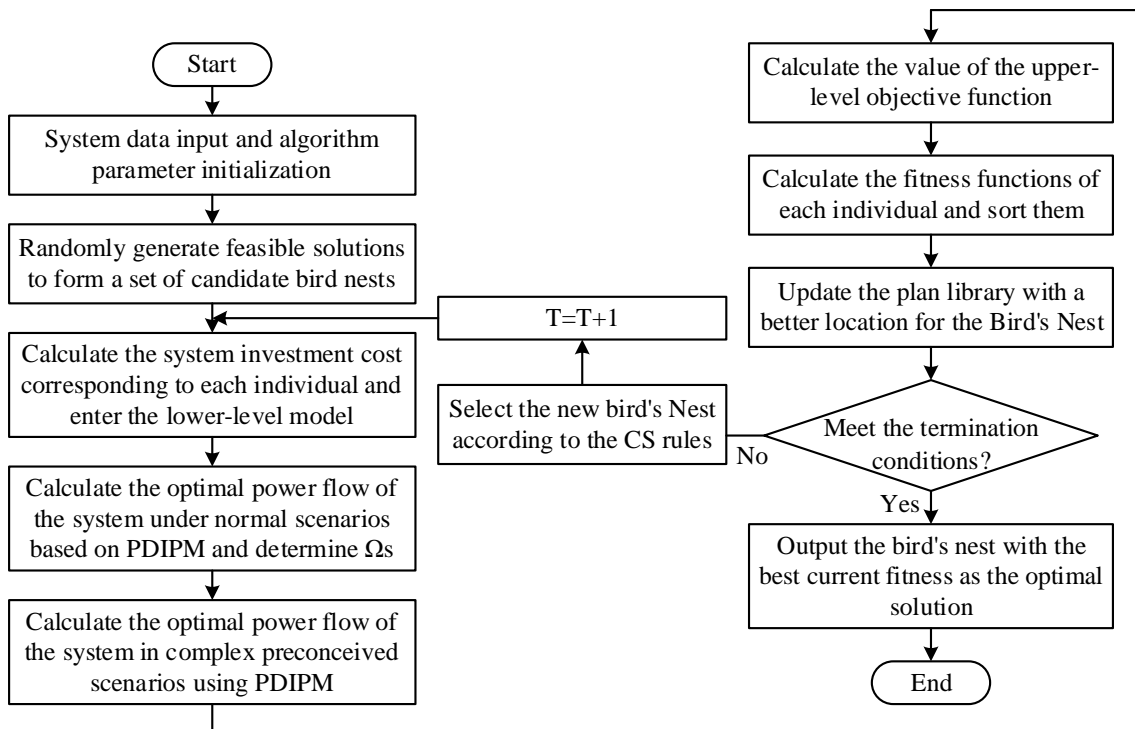 Start
System data input and algorithm
parameter initialization
Randomly generate feasible solutions
to form a set of candidate bird nests
Calculate the system investment cost
corresponding to each individual and
enter the lower-level model
Calculate the optimal power flow of
the system under normal scenarios
based on PDIPM and determine Ωs
Calculate the optimal power flow of
the system in complex preconceived
scenarios using PDIPM
T=T+1
Select the new bird's Nest
according to the CS rules
Calculate the value of the upper-
level objective function
Calculate the fitness functions of
each individual and sort them
Update the plan library with a
better location for the Bird's Nest
Meet the termination
conditions?
No
Yes
Output the bird's nest with the
best current fitness as the optimal
solution
End